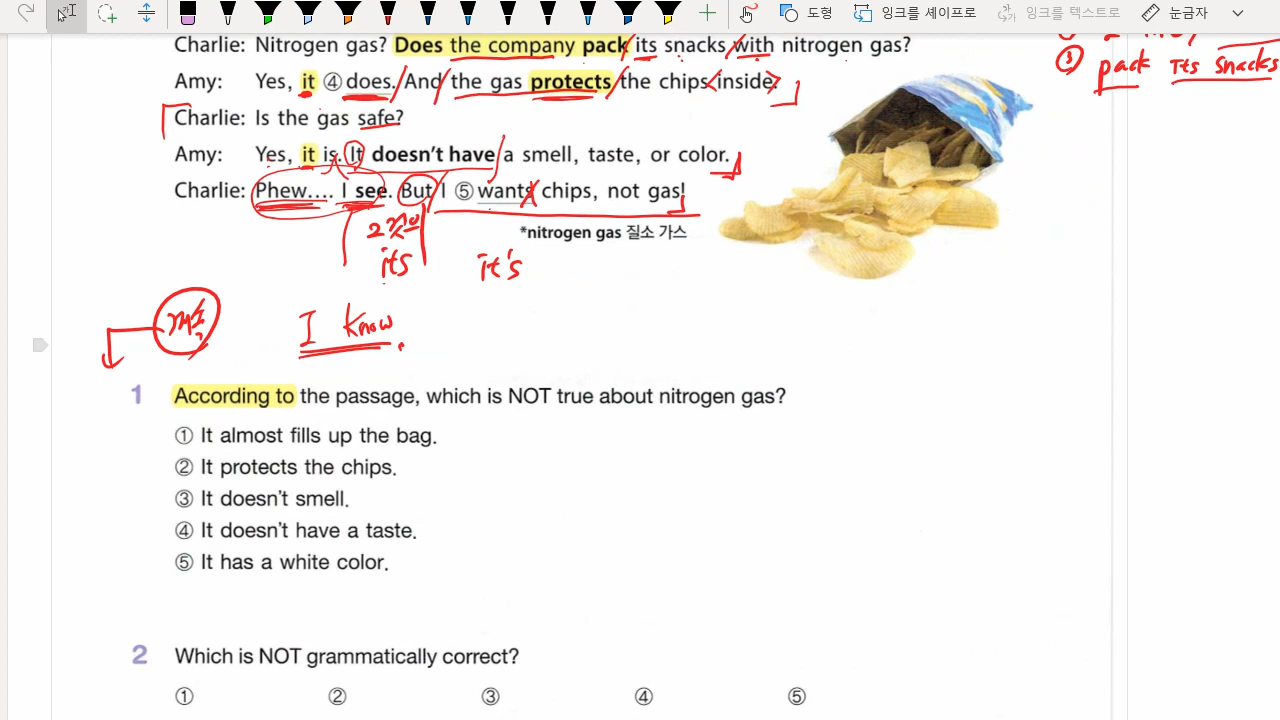 도형 잉크를 셰이프로 잉크를 텍스트로 눈금자
Charlie: Nitrogen gas? Does the company pack its snacks with nitrogen gas?
③ pack its snacks
Amy: Yes, it ④ does. And the gas protects the chips inside.
Charlie: Is the gas safe?
Amy: Yes, it is. It doesn't have a smell, taste, or color.
Charlie: Phew.... I see. But I ⑤ wants chips, not gas!
*nitrogen gas 질소 가스
its it's
I know.
1 According to the passage, which is NOT true about nitrogen gas?
① It almost fills up the bag.
② It protects the chips.
③ It doesn't smell.
④ It doesn't have a taste.
⑤ It has a white color.
2 Which is NOT grammatically correct?
① ② ③ ④ ⑤